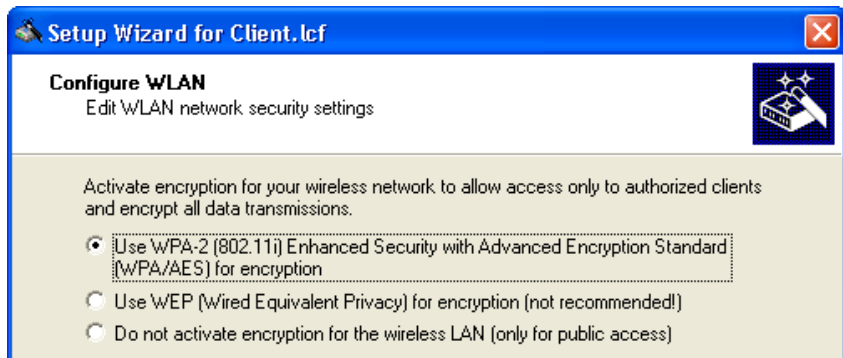 Setup Wizard for Client.lcf
Configure WLAN
Edit WLAN network security settings
Activate encryption for your wireless network to allow access only to authorized clients
and encrypt all data transmissions.
Use WPA-2 (802.11i) Enhanced Security with Advanced Encryption Standard
(WPA/AES) for encryption
Use WEP (Wired Equivalent Privacy) for encryption (not recommended!)
Do not activate encryption for the wireless LAN (only for public access)